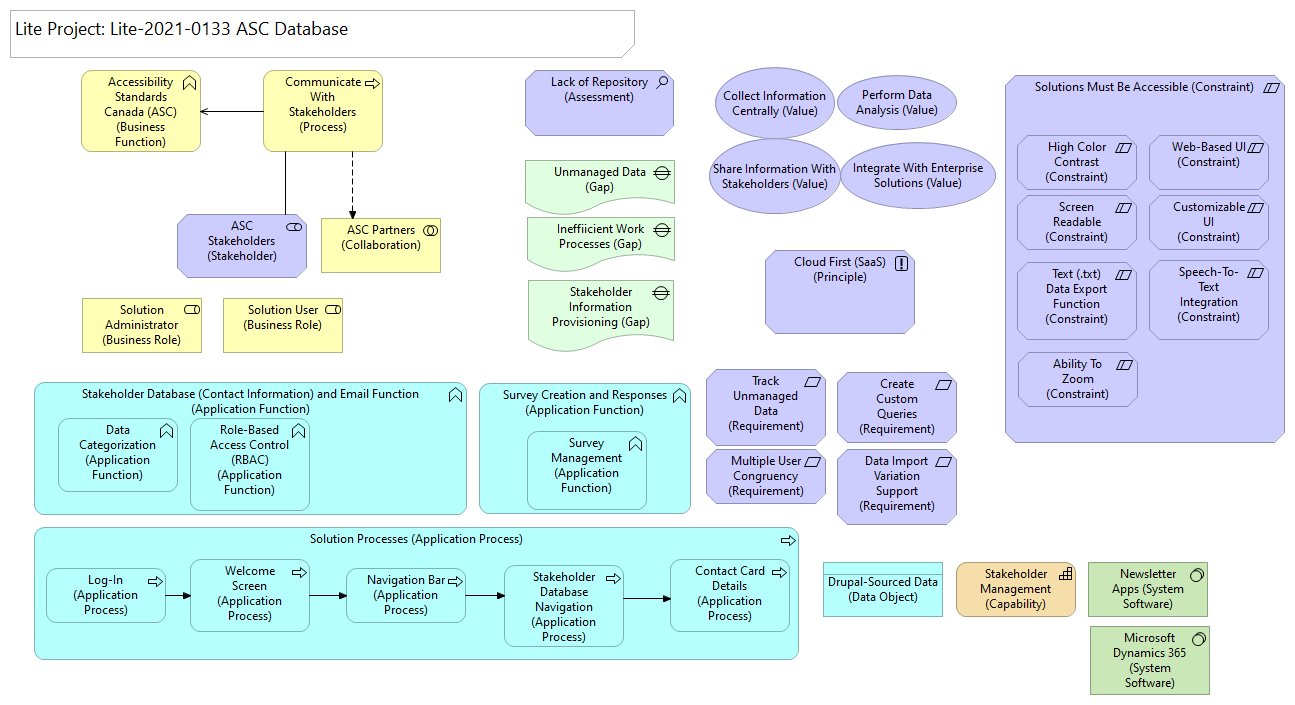 Lite Project: Lite-2021-0133 ASC Database
Accessibility
Standards
Canada (ASC)
(Business
Function)
Communicate
With
Stakeholders
(Process)
ASC
Stakeholders
(Stakeholder)
ASC Partners
(Collaboration)
Solution
Administrator
(Business Role)
Solution User
(Business Role)
Lack of Repository
(Assessment)
Unmanaged Data
(Gap)
Ineffiicient Work
Processes (Gap)
Stakeholder
Information
Provisioning (Gap)
Collect Information
Centrally (Value)
Perform Data
Analysis (Value)
Share Information With
Stakeholders (Value)
Integrate With Enterprise
Solutions (Value)
Cloud First (SaaS)
(Principle)
Solutions Must Be Accessible (Constraint)
High Color
Contrast
(Constraint)
Web-Based UI
(Constraint)
Screen
Readable
(Constraint)
Customizable
UI
(Constraint)
Text (.txt)
Data Export
Function
(Constraint)
Speech-To-
Text
Integration
(Constraint)
Ability To
Zoom
(Constraint)
Stakeholder Database (Contact Information) and Email Function
(Application Function)
Data
Categorization
(Application
Function)
Role-Based
Access Control
(RBAC)
(Application
Function)
Survey Creation and Responses
(Application Function)
Survey
Management
(Application
Function)
Track
Unmanaged
Data
(Requirement)
Create
Custom
Queries
(Requirement)
Multiple User
Congruency
(Requirement)
Data Import
Variation
Support
(Requirement)
Solution Processes (Application Process)
Log-In
(Application
Process)
Welcome
Screen
(Application
Process)
Navigation Bar
(Application
Process)
Stakeholder
Database
Navigation
(Application
Process)
Contact Card
Details
(Application
Process)
Drupal-Sourced Data
(Data Object)
Stakeholder
Management
(Capability)
Newsletter
Apps (System
Software)
Microsoft
Dynamics 365
(System
Software)